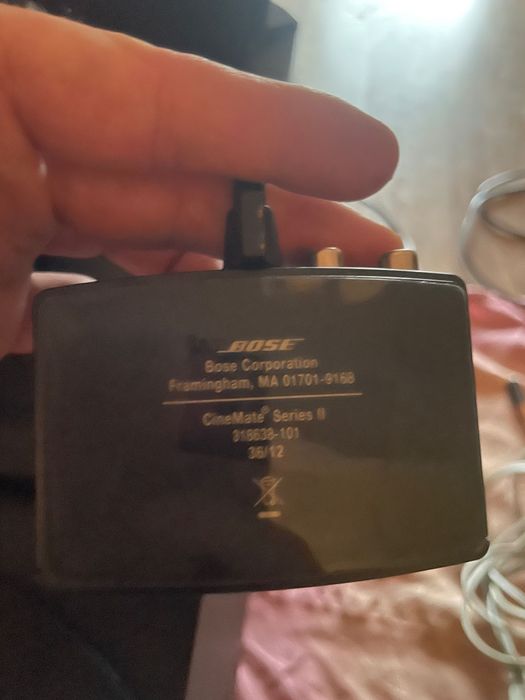 BOSE
Bose Corporation
Framingham, MA 01701-9168
CineMate® Series II
318638-101
36/12